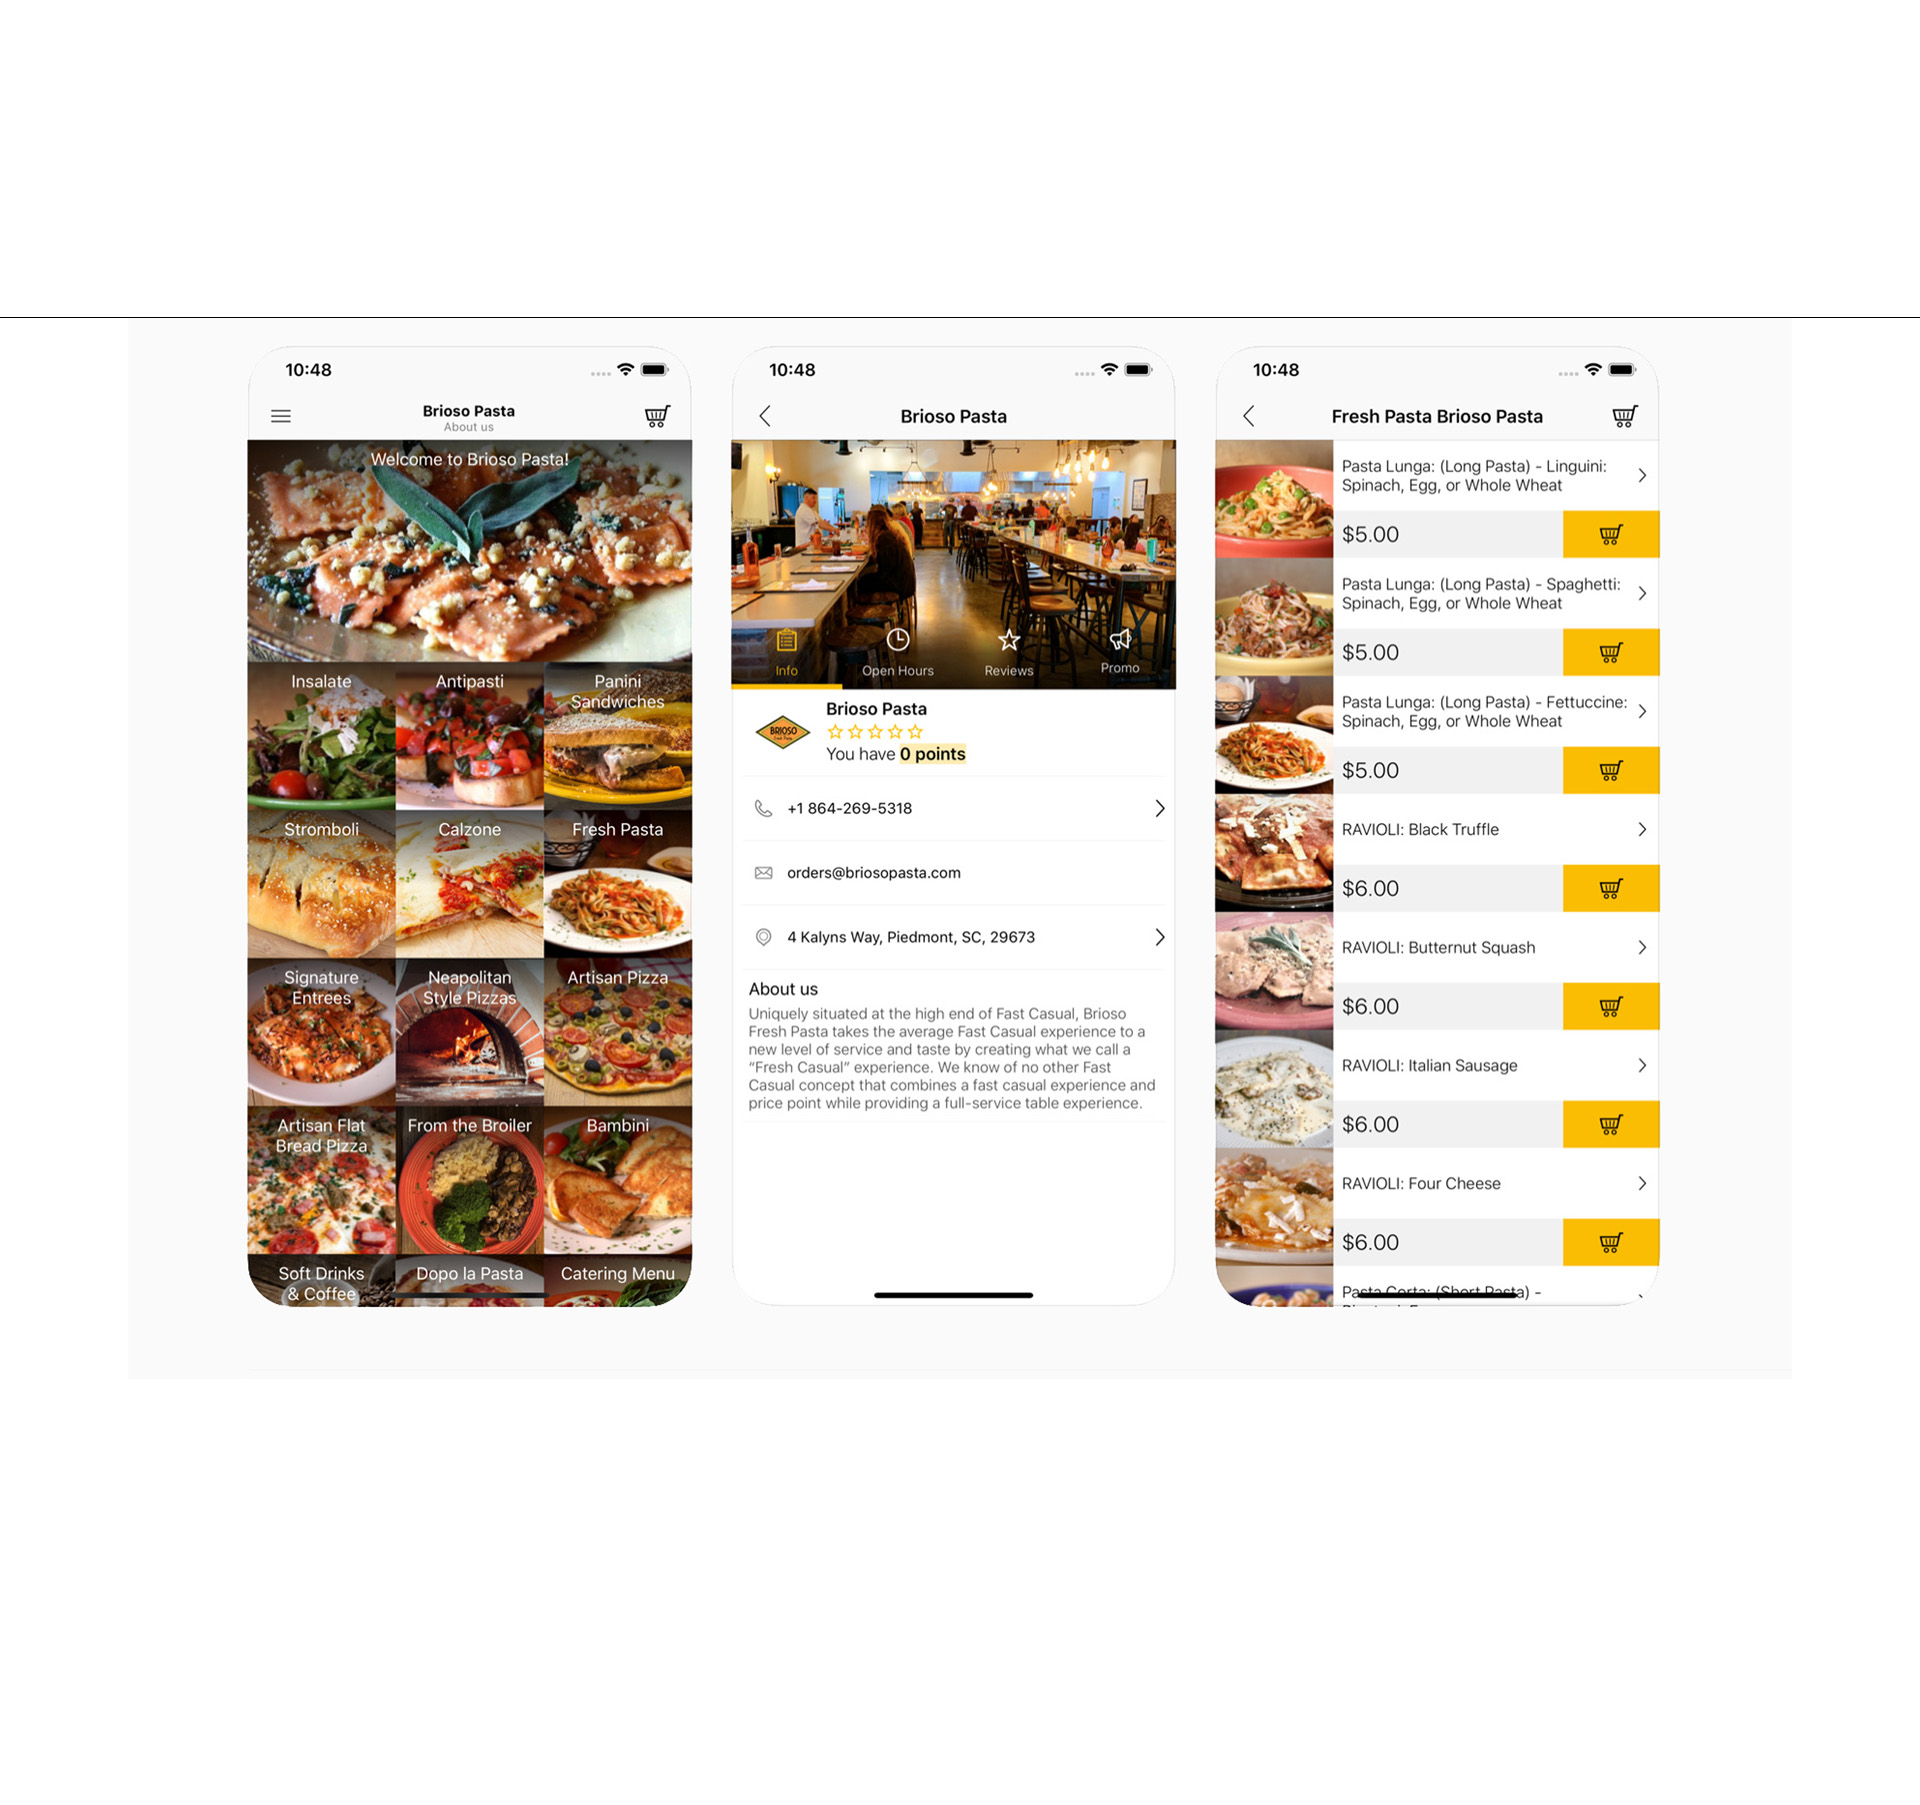 10:48
Brioso Pasta
About us
Welcome to Brioso Pasta!
Insalate
Antipasti
Panini
Sandwiches
Stromboli
Calzone
Fresh Pasta
Signature
Entrees
Neapolitan
Style Pizzas
Artisan Pizza
Artisan Flat
Bread Pizza
From the Broiler
Bambini
Soft Drinks
& Coffee
Dopo la Pasta
Catering Menu
10:48
Brioso Pasta
Info
Open Hours
Reviews
Promo
BRIOSO
Fresh Pasta
Brioso Pasta
You have 0 points
+1 864-269-5318
orders@briosopasta.com
4 Kalyns Way, Piedmont, SC, 29673
About us
Uniquely situated at the high end of Fast Casual, Brioso
Fresh Pasta takes the average Fast Casual experience to a
new level of service and taste by creating what we call a
“Fresh Casual” experience. We know of no other Fast
Casual concept that combines a fast casual experience and
price point while providing a full-service table experience.
10:48
Fresh Pasta Brioso Pasta
Pasta Lunga: (Long Pasta) - Linguini:
Spinach, Egg, or Whole Wheat
$5.00
Pasta Lunga: (Long Pasta) - Spaghetti:
Spinach, Egg, or Whole Wheat
$5.00
Pasta Lunga: (Long Pasta) - Fettuccine:
Spinach, Egg, or Whole Wheat
$5.00
RAVIOLI: Black Truffle
$6.00
RAVIOLI: Butternut Squash
$6.00
RAVIOLI: Italian Sausage
$6.00
RAVIOLI: Four Cheese
$6.00
Pasta Corta: (Short Pasta) -